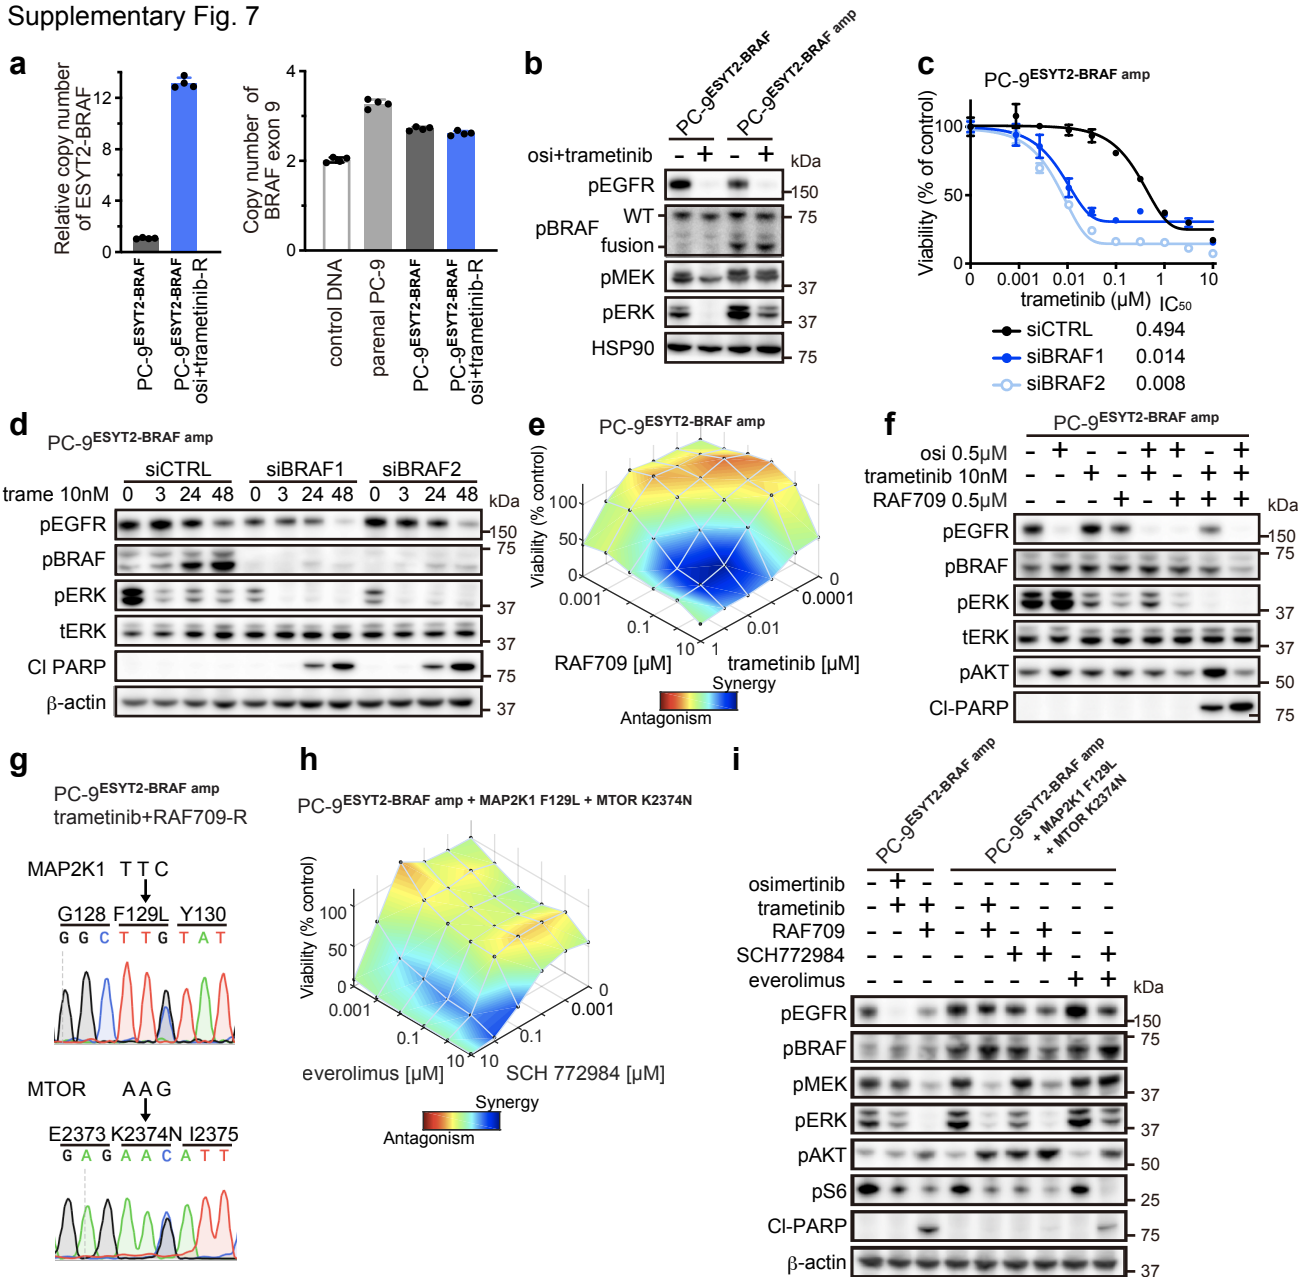 Supplementary Fig. 7
a
Relative copy number of ESYT2-BRAF
12
8
4
0
PC-9ESYT2-BRAF
PC-9ESYT2-BRAF osi+trametinib-R
Copy number of BRAF exon 9
4
2
0
control DNA
parenal PC-9
PC-9ESYT2-BRAF
PC-9ESYT2-BRAF osi+trametinib-R
b
PC-9ESYT2-BRAF
PC-9ESYT2-BRAF amp
osi+trametinib - + - + kDa
pEGFR 150
pBRAF WT 75
fusion
pMEK 37
pERK 37
HSP90 75
c
PC-9ESYT2-BRAF amp
Viability (% of control)
100
50
0
0 0.001 0.01 0.1 1 10
trametinib (µM) IC50
siCTRL 0.494
siBRAF1 0.014
siBRAF2 0.008
d
PC-9ESYT2-BRAF amp
siCTRL siBRAF1 siBRAF2
trame 10nM 0 3 24 48 0 3 24 48 0 3 24 48 kDa
pEGFR 150
pBRAF 75
pERK 37
tERK 37
Cl PARP 75
β-actin 37
e
PC-9ESYT2-BRAF amp
Viability (% control)
100
50
0
0.001
0.1
10
RAF709 [µM]
0
0.0001
0.01
1
trametinib [µM]
Synergy
Antagonism
f
PC-9ESYT2-BRAF amp
osi 0.5µM - + - - + + - +
trametinib 10nM - - + - + - + +
RAF709 0.5µM - - - + - + + + kDa
pEGFR 150
pBRAF 75
pERK 37
tERK 37
pAKT 50
Cl-PARP 75
g
PC-9ESYT2-BRAF amp
trametinib+RAF709-R
MAP2K1 T T C
G128 F129L Y130
G G C T T G T A T
MTOR A A G
E2373 K2374N I2375
G A G A A C A T T
h
PC-9ESYT2-BRAF amp + MAP2K1 F129L + MTOR K2374N
Viability (% control)
100
50
0
0.001
0.1
10
everolimus [µM]
0
0.001
0.1
10
SCH 772984 [µM]
Synergy
Antagonism
i
PC-9ESYT2-BRAF amp
PC-9ESYT2-BRAF amp
+ MAP2K1 F129L
+ MTOR K2374N
osimertinib - + - - - - - - -
trametinib - + + - + - + - -
RAF709 - - + - + - + - -
SCH772984 - - - - - + + - +
everolimus - - - - - - - + + kDa
pEGFR 150
pBRAF 75
pMEK 37
pERK 37
pAKT 50
pS6 25
Cl-PARP 75
β-actin 37